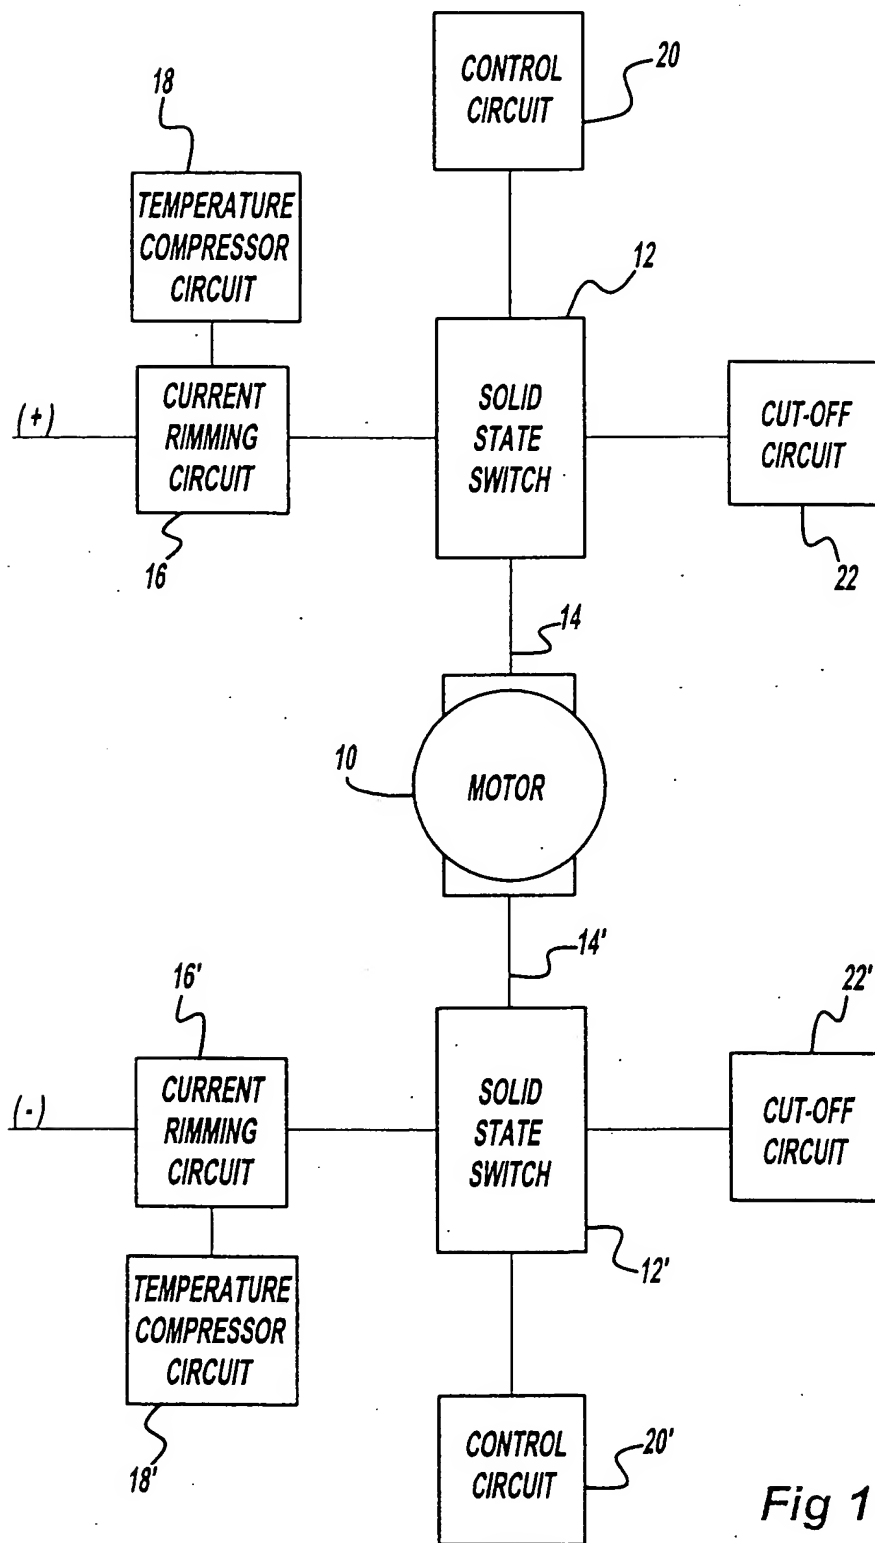 CONTROL
CIRCUIT
20
18
TEMPERATURE
COMPRESSOR
CIRCUIT
12
(+)
CURRENT
RIMMING
CIRCUIT
SOLID
STATE
SWITCH
CUT-OFF
CIRCUIT
16
22
14
10
MOTOR
14'
16'
22'
(-)
CURRENT
RIMMING
CIRCUIT
SOLID
STATE
SWITCH
CUT-OFF
CIRCUIT
12'
TEMPERATURE
COMPRESSOR
CIRCUIT
18'
CONTROL
CIRCUIT
20'
Fig 1